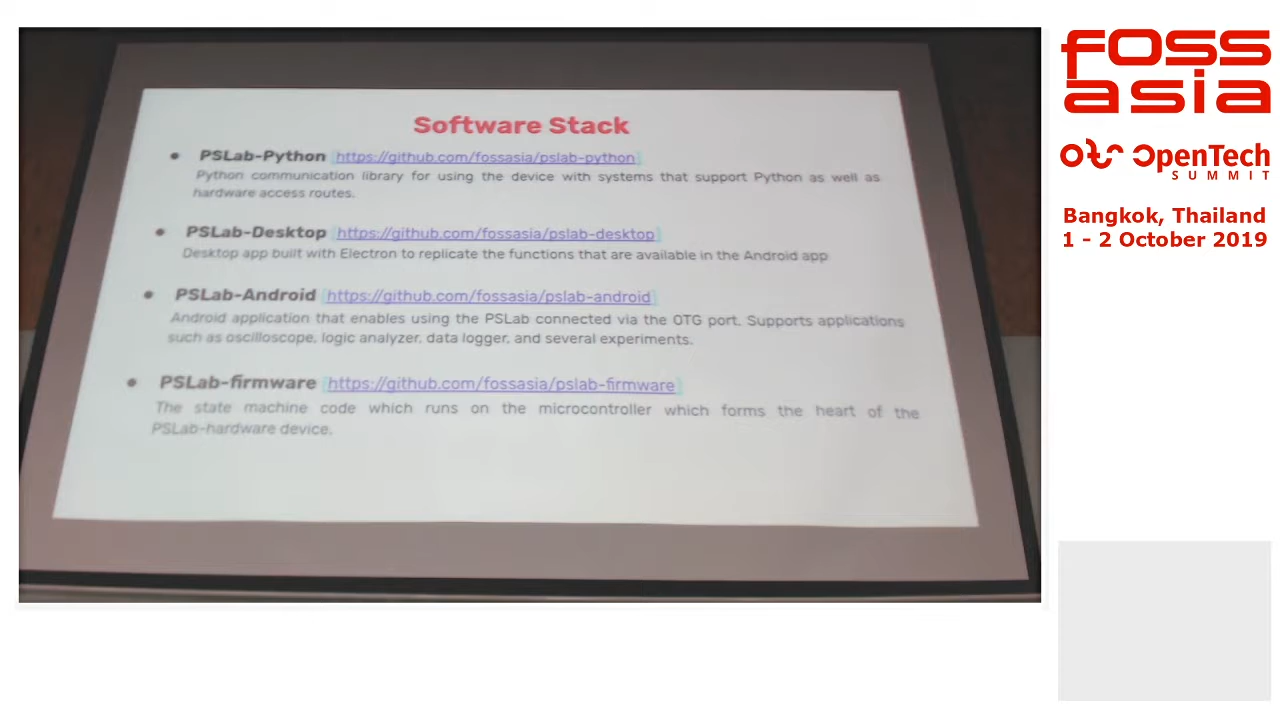 Software Stack
PSLab-Python [https://github.com/fossasia/pslab-python]
Python communication library for using the device with systems that support Python as well as
hardware access routes.
PSLab-Desktop [https://github.com/fossasia/pslab-desktop]
Desktop app built with Electron to replicate the functions that are available in the Android app
PSLab-Android [https://github.com/fossasia/pslab-android]
Android application that enables using the PSLab connected via the OTG port. Supports applications
such as oscilloscope, logic analyzer, data logger, and several experiments.
PSLab-firmware [https://github.com/fossasia/pslab-firmware]
The state machine code which runs on the microcontroller which forms the heart of the
PSLab-hardware device.
FOSS
asia
OpenTech
SUMMIT
Bangkok, Thailand
1 - 2 October 2019